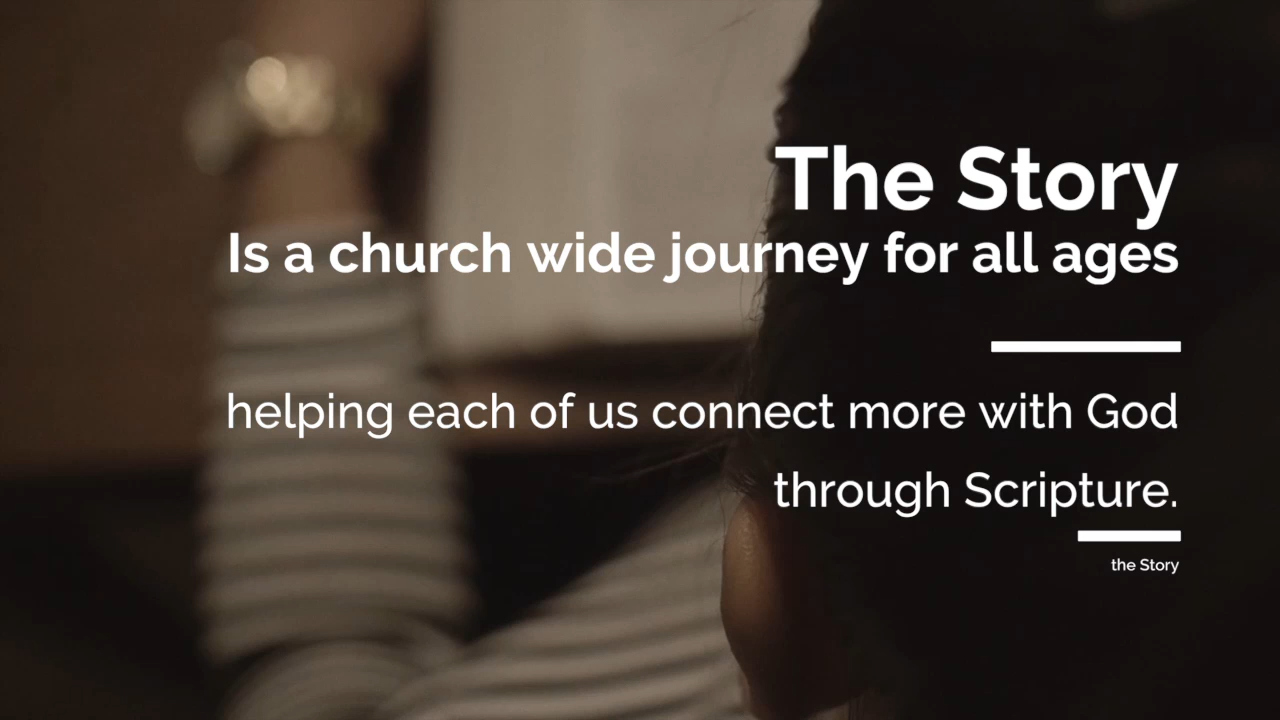 The Story
Is a church wide journey for all ages
helping each of us connect more with God
through Scripture.
the Story